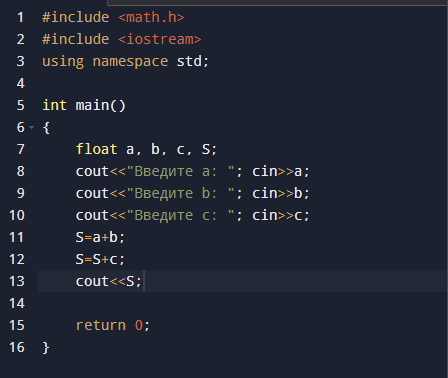 1 #include <math.h>
2 #include <iostream>
3 using namespace std;
4
5 int main()
6 {
7 float a, b, c, S;
8 cout<<"Введите a: "; cin>>a;
9 cout<<"Введите b: "; cin>>b;
10 cout<<"Введите c: "; cin>>c;
11 S=a+b;
12 S=S+c;
13 cout<<S;
14
15 return 0;
16 }